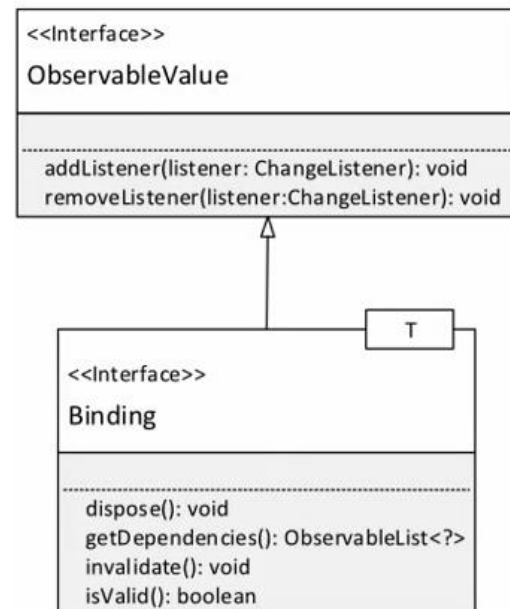 <<Interface>>
ObservableValue
addListener(listener: ChangeListener): void
removeListener(listener:ChangeListener): void
T
<<Interface>>
Binding
dispose(): void
getDependencies(): ObservableList<?>
invalidate(): void
isValid(): boolean